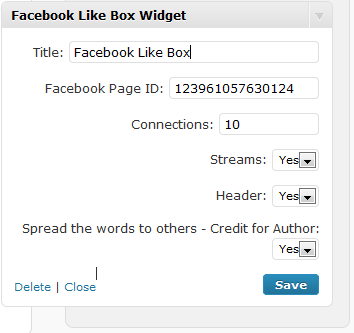 Facebook Like Box Widget
Title: Facebook Like Box
Facebook Page ID: 123961057630124
Connections: 10
Streams: Yes
Header: Yes
Spread the words to others - Credit for Author:
Yes
Delete | Close Save